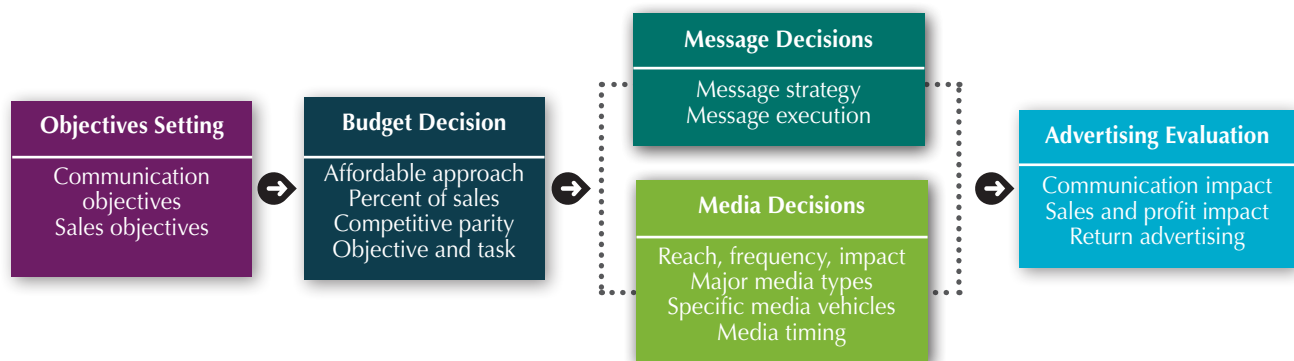 Objectives Setting
Communication
objectives
Sales objectives
Budget Decision
Affordable approach
Percent of sales
Competitive parity
Objective and task
Message Decisions
Message strategy
Message execution
Media Decisions
Reach, frequency, impact
Major media types
Specific media vehicles
Media timing
Advertising Evaluation
Communication impact
Sales and profit impact
Return advertising